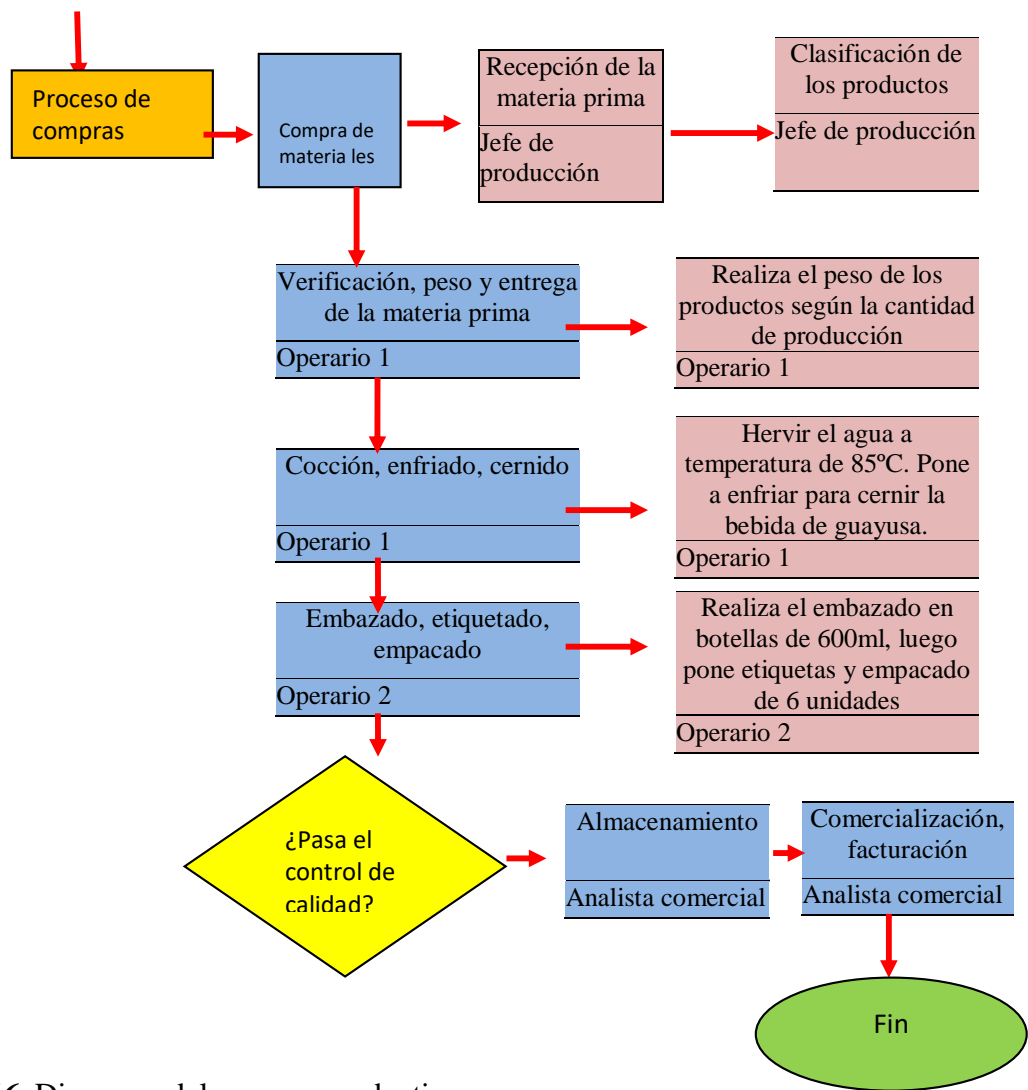 Proceso de
compras
Compra de
materia les
Recepción de la
materia prima
Jefe de
producción
Clasificación de
los productos
Jefe de producción
Verificación, peso y entrega
de la materia prima
Operario 1
Realiza el peso de los
productos según la cantidad
de producción
Operario 1
Cocción, enfriado, cernido
Operario 1
Hervir el agua a
temperatura de 85ºC. Pone
a enfriar para cernir la
bebida de guayusa.
Operario 1
Embazado, etiquetado,
empacado
Operario 2
Realiza el embazado en
botellas de 600ml, luego
pone etiquetas y empacado
de 6 unidades
Operario 2
¿Pasa el
control de
calidad?
Almacenamiento
Analista comercial
Comercialización,
facturación
Analista comercial
Fin